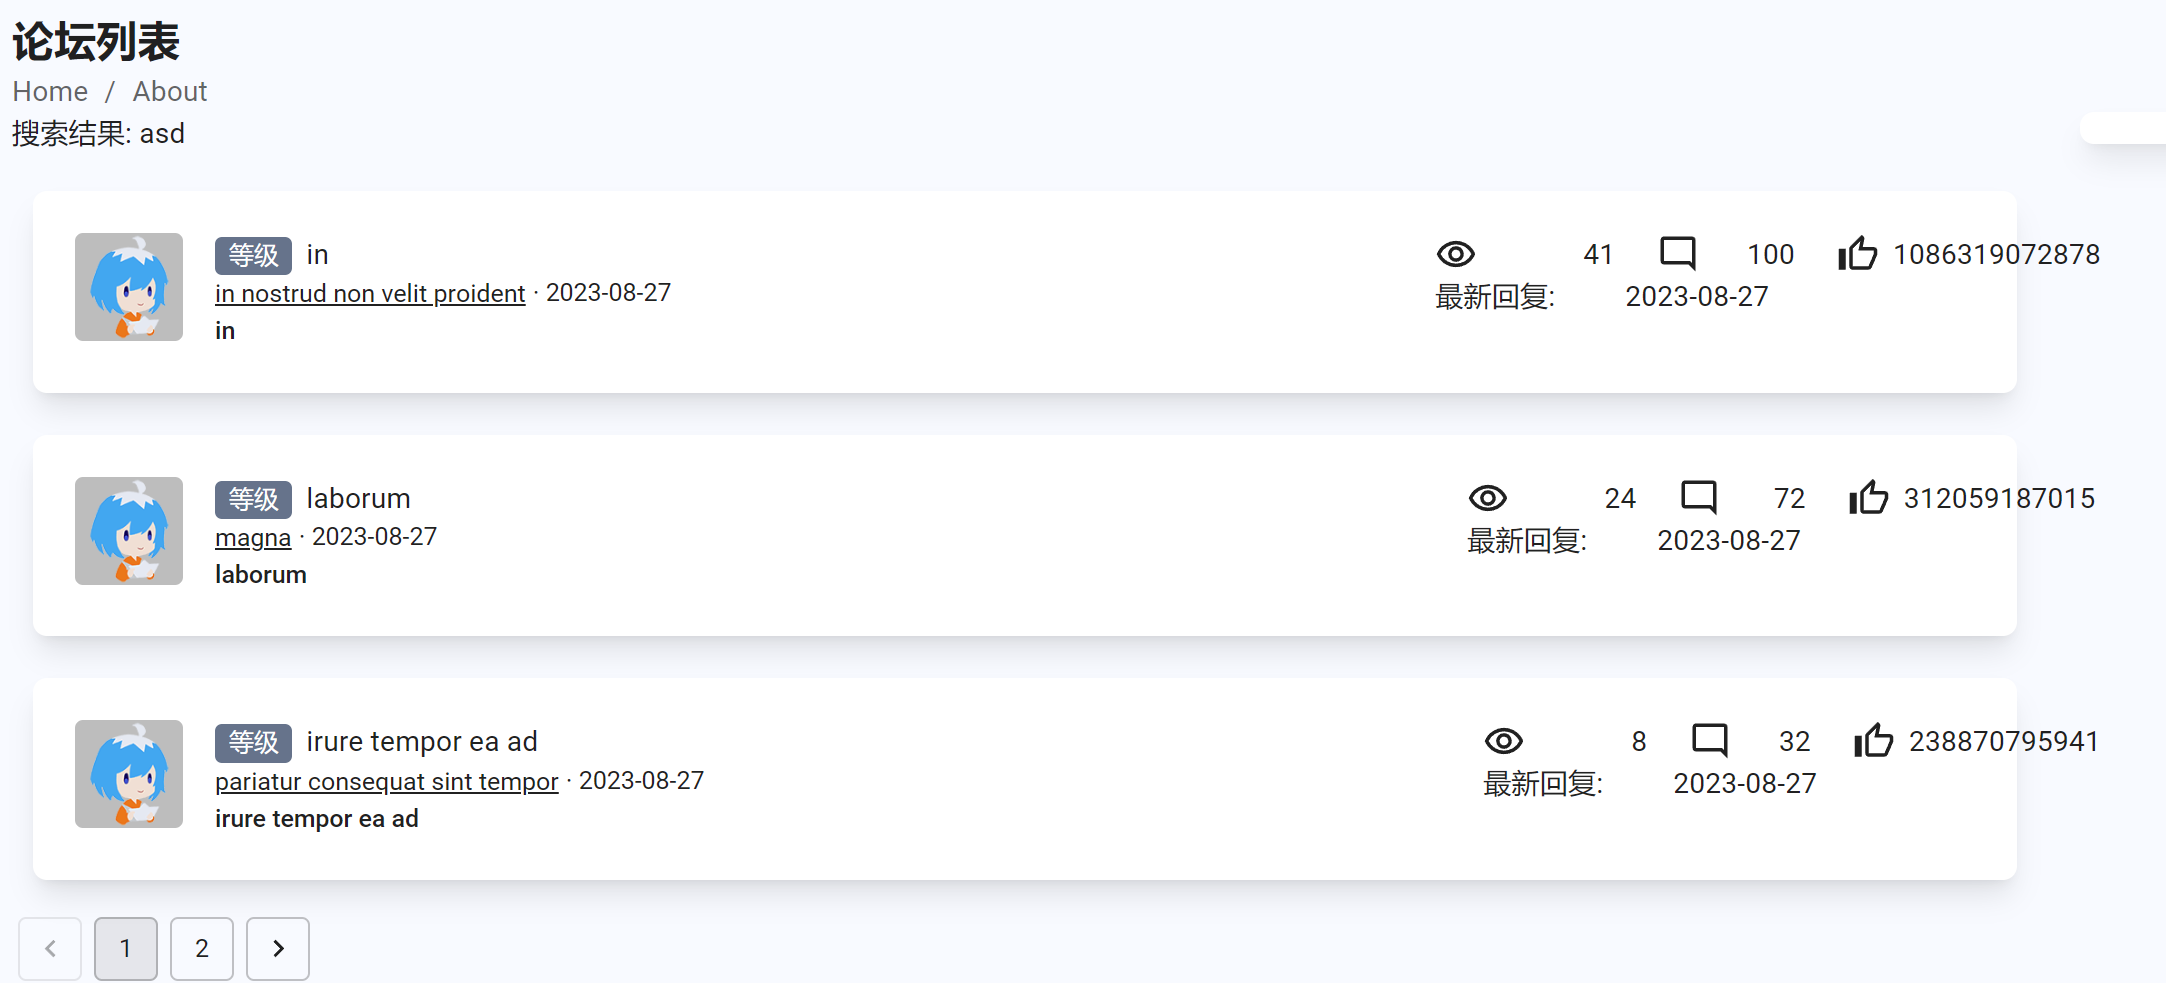 论坛列表
Home / About
搜索结果: asd
等级 in 41 100 1086319072878
in nostrud non velit proident · 2023-08-27 最新回复: 2023-08-27
in
等级 laborum 24 72 312059187015
magna · 2023-08-27 最新回复: 2023-08-27
laborum
等级 irure tempor ea ad 8 32 238870795941
pariatur consequat sint tempor · 2023-08-27 最新回复: 2023-08-27
irure tempor ea ad
1 2